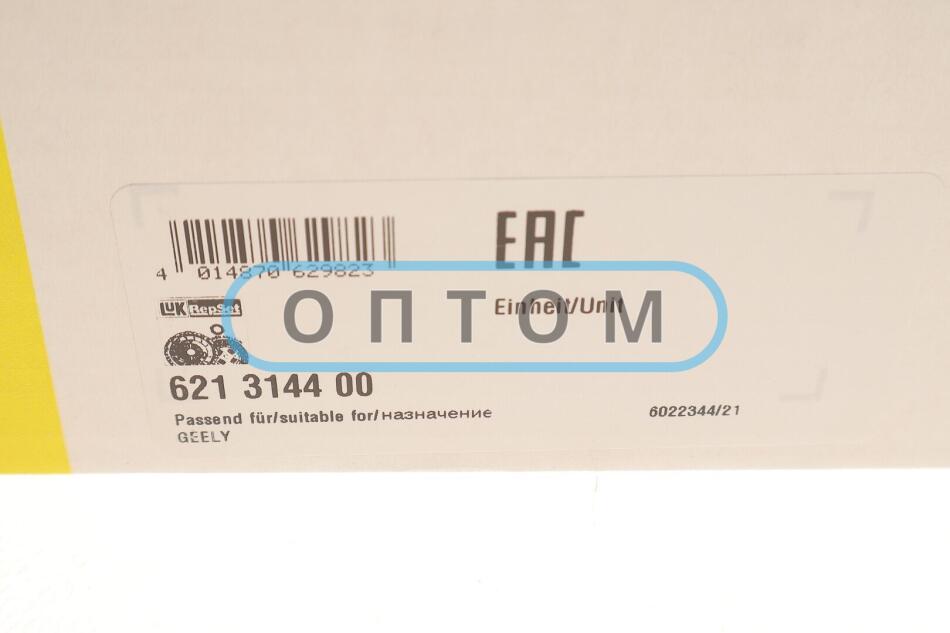 EAC
4 014870 629823
Einheit/Unit
LUK RepSet
ОПТОМ
621 3144 00
Passend für/suitable for/назначение
6022344/21
GEELY